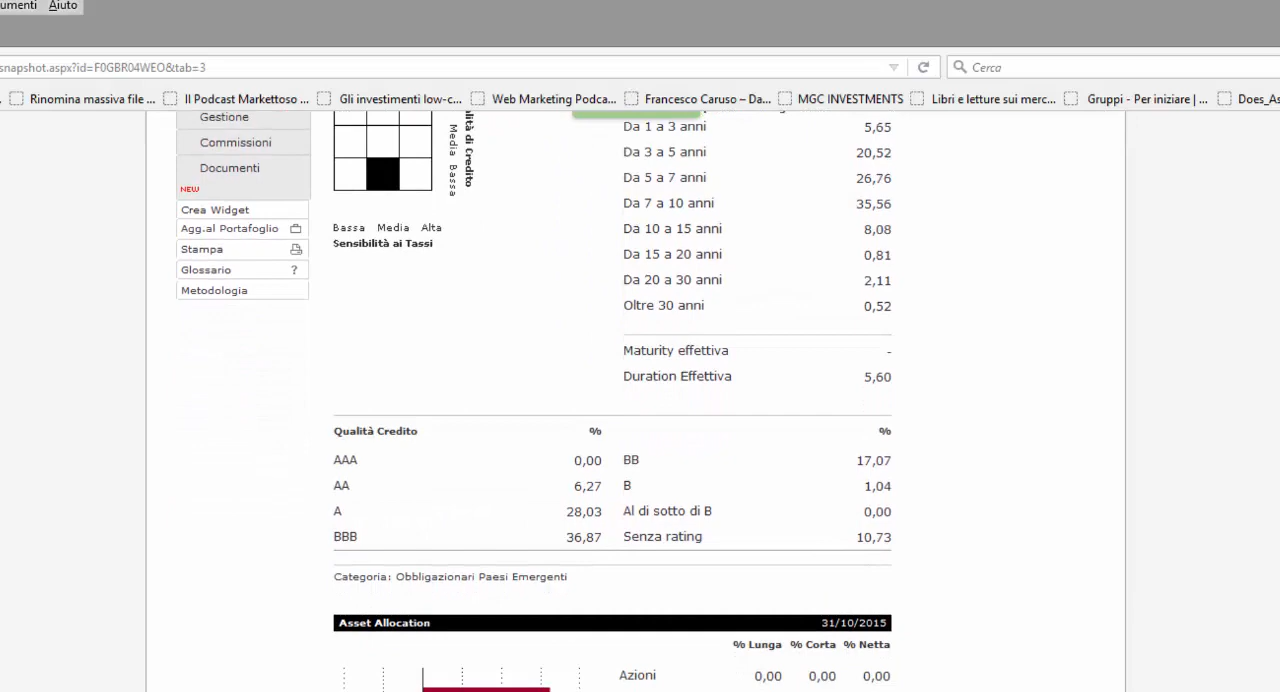 umenti Aiuto
snapshot.aspx?id=F0GBR04WEO&tab=3 Cerca
Rinomina massiva file ... Il Podcast Markettoso ... Gli investimenti low-c... Web Marketing Podca... Francesco Caruso – Da... MGC INVESTMENTS Libri e letture sui merc... Gruppi - Per iniziare | ... Does_As
Gestione
Commissioni
Documenti
NEW
Crea Widget
Agg.al Portafoglio
Stampa
Glossario ?
Metodologia
Media Bassa
alità di Credito
Bassa Media Alta
Sensibilità ai Tassi
Da 1 a 3 anni 5,65
Da 3 a 5 anni 20,52
Da 5 a 7 anni 26,76
Da 7 a 10 anni 35,56
Da 10 a 15 anni 8,08
Da 15 a 20 anni 0,81
Da 20 a 30 anni 2,11
Oltre 30 anni 0,52
Maturity effettiva -
Duration Effettiva 5,60
Qualità Credito % %
AAA 0,00 BB 17,07
AA 6,27 B 1,04
A 28,03 Al di sotto di B 0,00
BBB 36,87 Senza rating 10,73
Categoria: Obbligazionari Paesi Emergenti
Asset Allocation 31/10/2015
% Lunga % Corta % Netta
Azioni 0,00 0,00 0,00